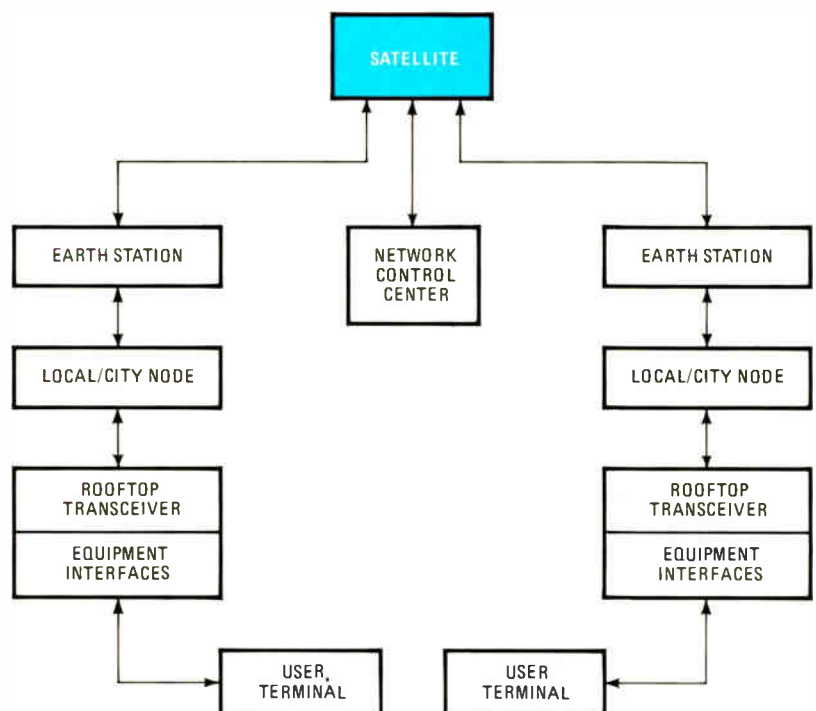 SATELLITE
EARTH STATION
NETWORK
CONTROL
CENTER
EARTH STATION
LOCAL/CITY NODE
LOCAL/CITY NODE
ROOFTOP
TRANSCEIVER
EQUIPMENT
INTERFACES
ROOFTOP
TRANSCEIVER
EQUIPMENT
INTERFACES
USER,
TERMINAL
USER
TERMINAL